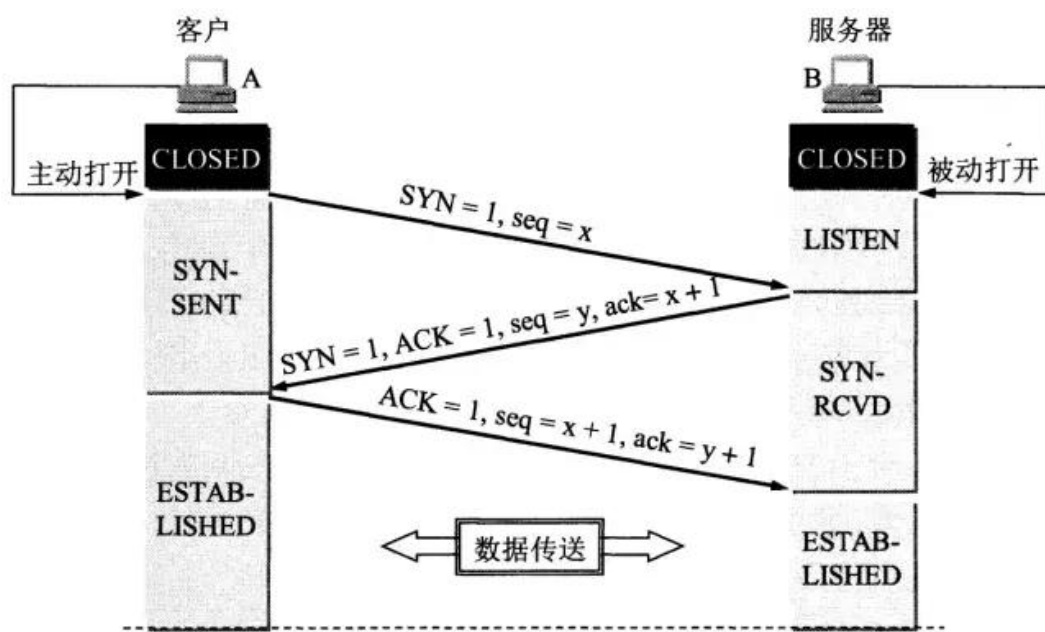 客户
服务器
A
B
CLOSED
CLOSED
主动打开
被动打开
SYN = 1, seq = x
LISTEN
SYN-
SENT
SYN = 1, ACK = 1, seq = y, ack= x + 1
SYN-
RCVD
ACK = 1, seq = x + 1, ack = y + 1
ESTAB-
LISHED
数据传送
ESTAB-
LISHED